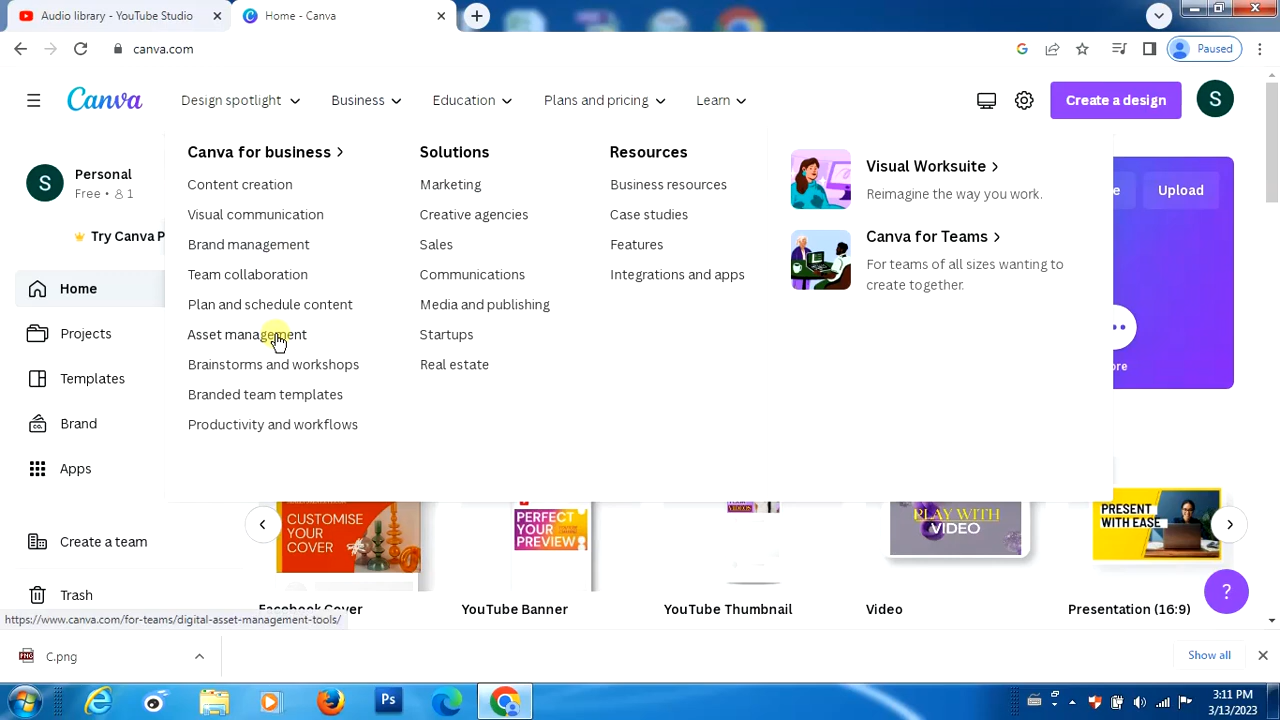 Audio library - YouTube Studio
Home - Canva
canva.com
Paused
Canva
Design spotlight
Business
Education
Plans and pricing
Learn
Create a design
S
S
Personal
Free • 1
Try Canva P
Home
Projects
Templates
Brand
Apps
Create a team
Trash
Canva for business
Content creation
Visual communication
Brand management
Team collaboration
Plan and schedule content
Asset management
Brainstorms and workshops
Branded team templates
Productivity and workflows
Solutions
Marketing
Creative agencies
Sales
Communications
Media and publishing
Startups
Real estate
Resources
Business resources
Case studies
Features
Integrations and apps
Visual Worksuite
Reimagine the way you work.
Canva for Teams
For teams of all sizes wanting to
create together.
e
Upload
ore
CUSTOMISE
YOUR
COVER
PERFECT
YOUR
PREVIEW
PLAY WITH
VIDEO
PRESENT
WITH EASE
Facebook Cover
YouTube Banner
YouTube Thumbnail
Video
Presentation (16:9)
?
https://www.canva.com/for-teams/digital-asset-management-tools/
C.png
Show all
Ps
3:11 PM
3/13/2023